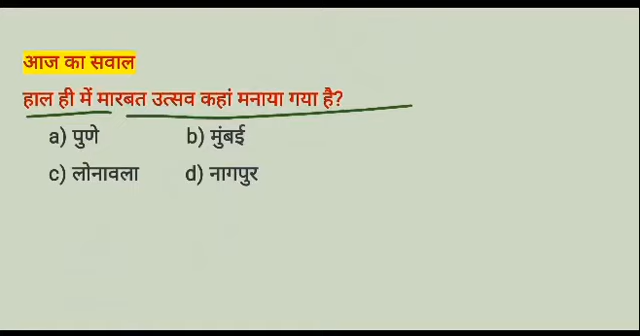 आज का सवाल
हाल ही में मारबत उत्सव कहां मनाया गया है?
a) पुणे b) मुंबई
c) लोनावला d) नागपुर